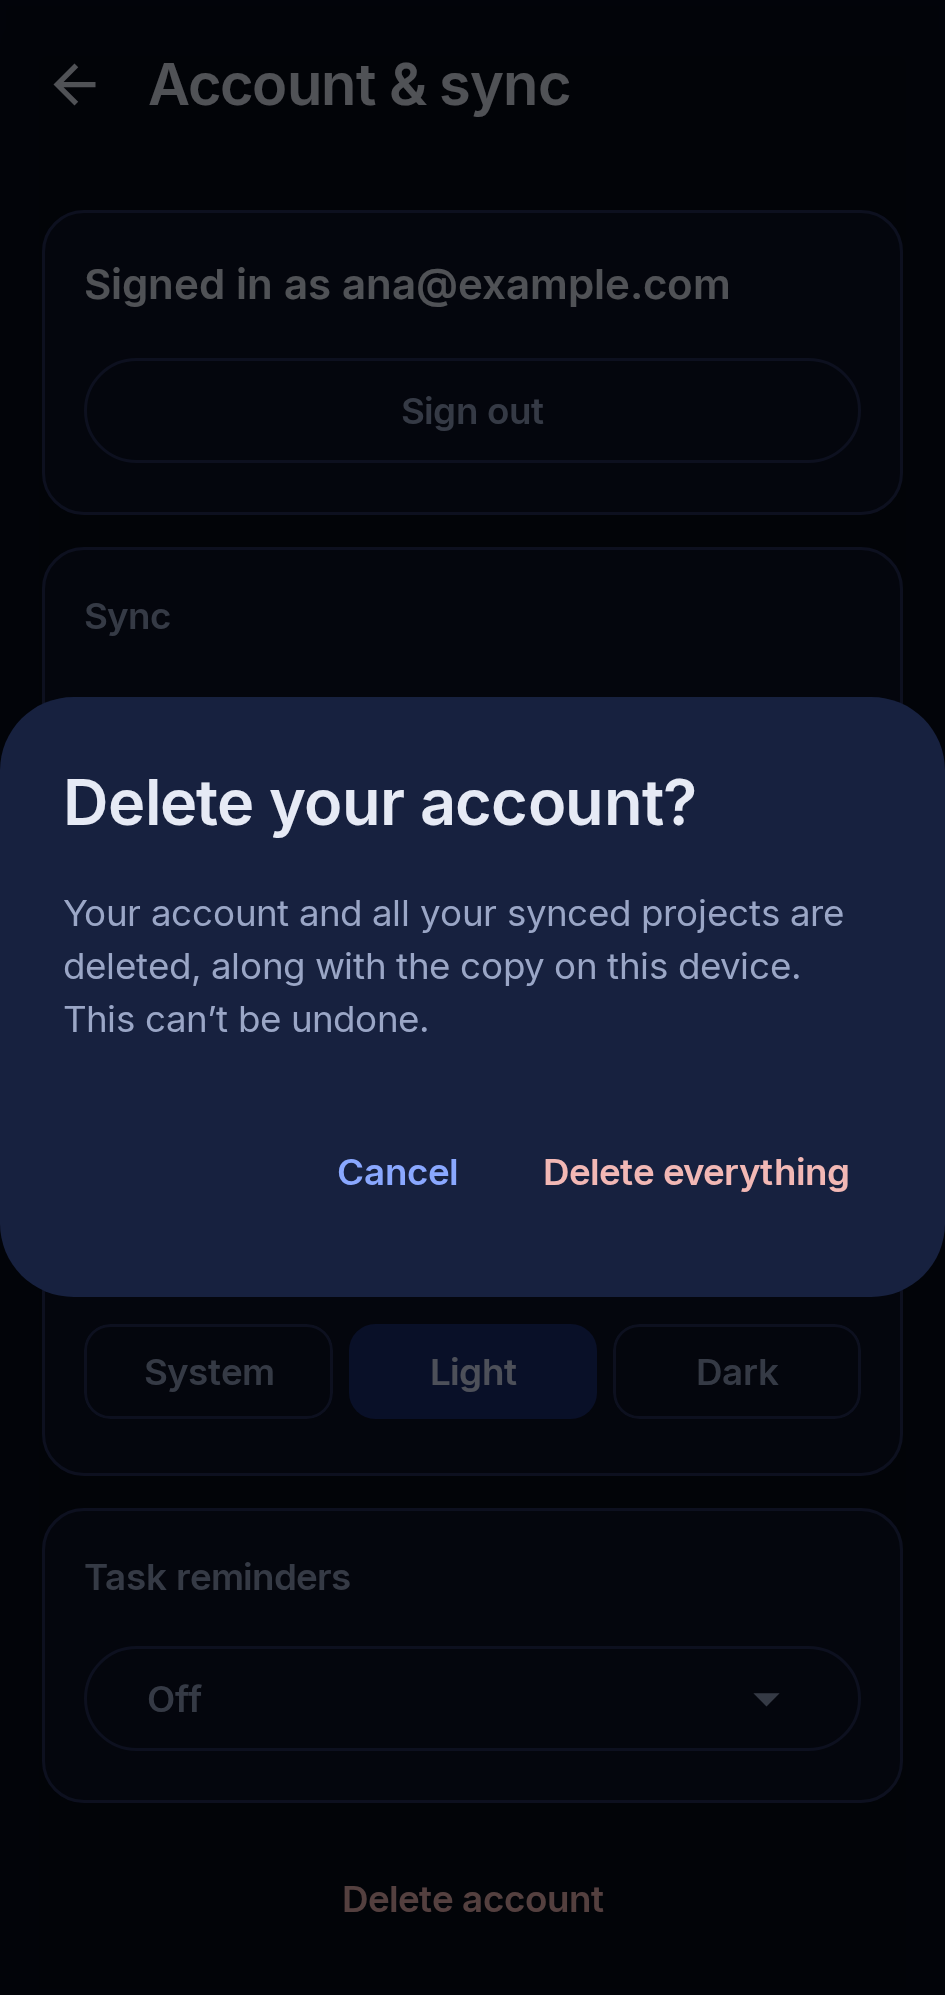 Account & sync
Signed in as ana@example.com
Sign out
Sync
Delete your account?
Your account and all your synced projects are
deleted, along with the copy on this device.
This can’t be undone.
Cancel
Delete everything
System
Light
Dark
Task reminders
Off
Delete account